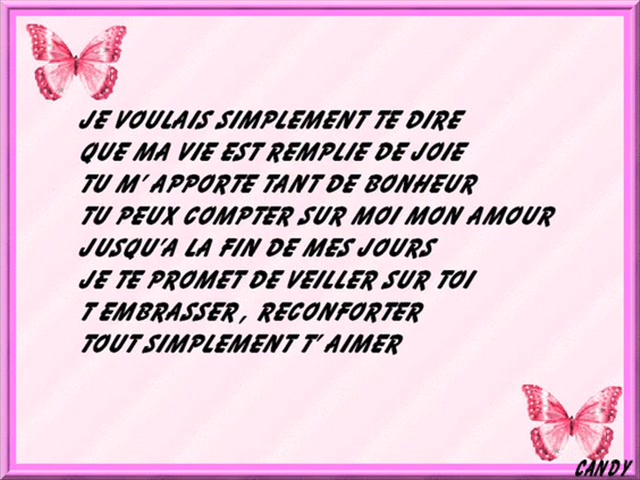 JE VOULAIS SIMPLEMENT TE DIRE
QUE MA VIE EST REMPLIE DE JOIE
TU M' APPORTE TANT DE BONHEUR
TU PEUX COMPTER SUR MOI MON AMOUR
JUSQU'A LA FIN DE MES JOURS
JE TE PROMET DE VEILLER SUR TOI
T EMBRASSER, RECONFORTER
TOUT SIMPLEMENT T' AIMER
CANDY